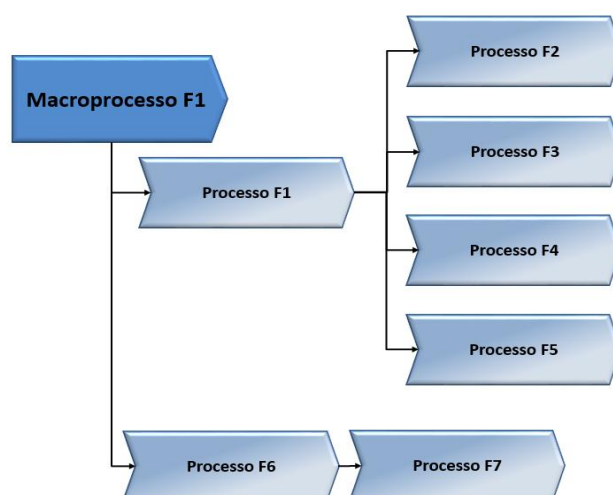 Macroprocesso F1
Processo F1
Processo F2
Processo F3
Processo F4
Processo F5
Processo F6
Processo F7